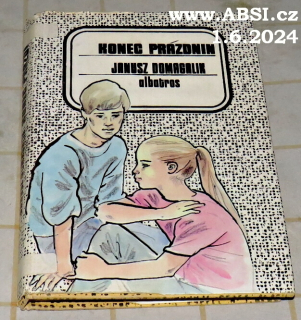 www.ABSI.cz
1.6.2024
KONEC PRÁZDNIN
JANUSZ DOMAGALIK
albatros